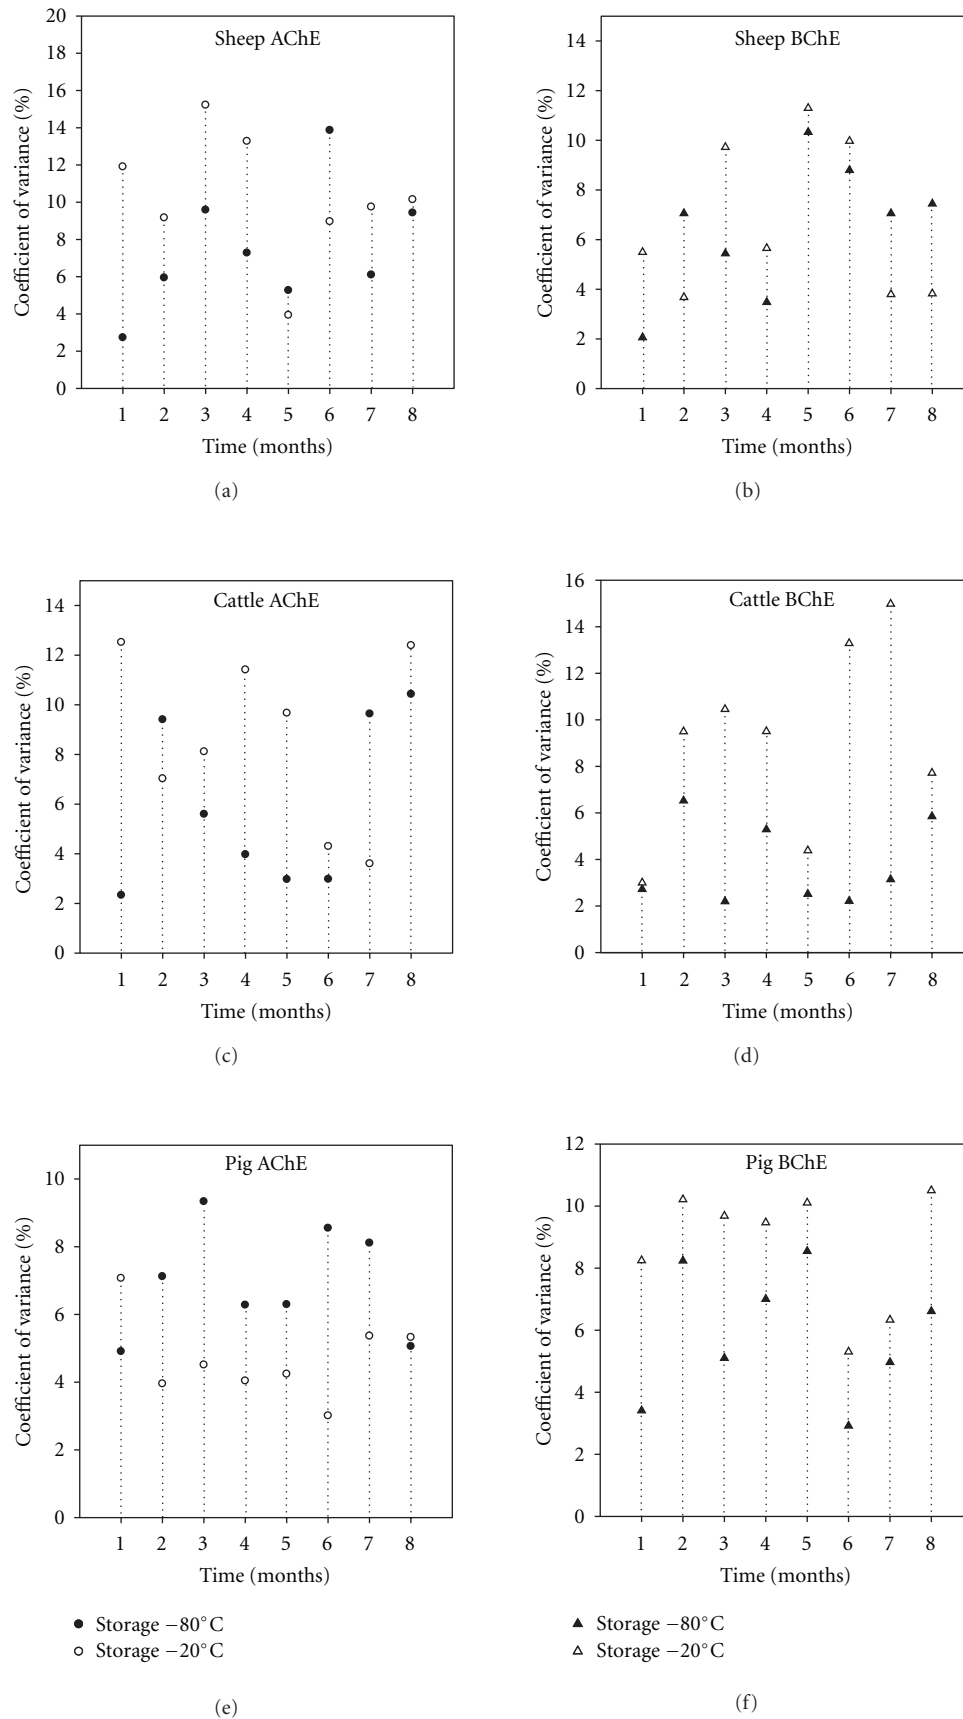 Sheep AChE
Coefficient of variance (%)
20
18
16
14
12
10
8
6
4
2
0
1 2 3 4 5 6 7 8
Time (months)
(a)
Sheep BChE
Coefficient of variance (%)
14
12
10
8
6
4
2
0
1 2 3 4 5 6 7 8
Time (months)
(b)
Cattle AChE
Coefficient of variance (%)
14
12
10
8
6
4
2
0
1 2 3 4 5 6 7 8
Time (months)
(c)
Cattle BChE
Coefficient of variance (%)
16
14
12
10
8
6
4
2
0
1 2 3 4 5 6 7 8
Time (months)
(d)
Pig AChE
Coefficient of variance (%)
10
8
6
4
2
0
1 2 3 4 5 6 7 8
Time (months)
Storage −80°C
Storage −20°C
(e)
Pig BChE
Coefficient of variance (%)
12
10
8
6
4
2
0
1 2 3 4 5 6 7 8
Time (months)
Storage −80°C
Storage −20°C
(f)